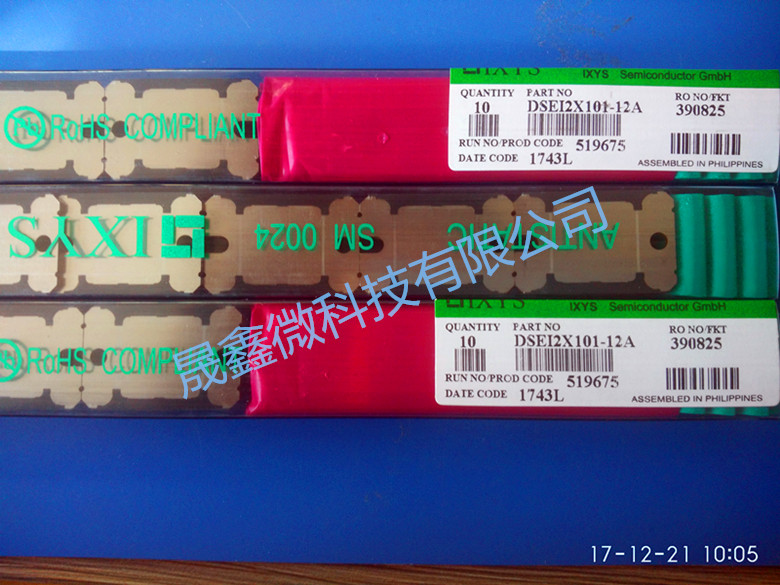 IXYS
IXYS Semiconductor GmbH
QUANTITY PART NO RO NO/FKT
10 DSEI2X101-12A 390825
RUN NO/PROD CODE 519675
DATE CODE 1743L
ASSEMBLED IN PHILIPPINES
RoHS COMPLIANT
IXYS
SM 0024
ANTISTATIC
晟鑫微科技有限公司
IXYS
IXYS Semiconductor GmbH
QUANTITY PART NO RO NO/FKT
10 DSEI2X101-12A 390825
RUN NO/PROD CODE 519675
DATE CODE 1743L
ASSEMBLED IN PHILIPPINES
RoHS COMPLIANT
17-12-21 10:05